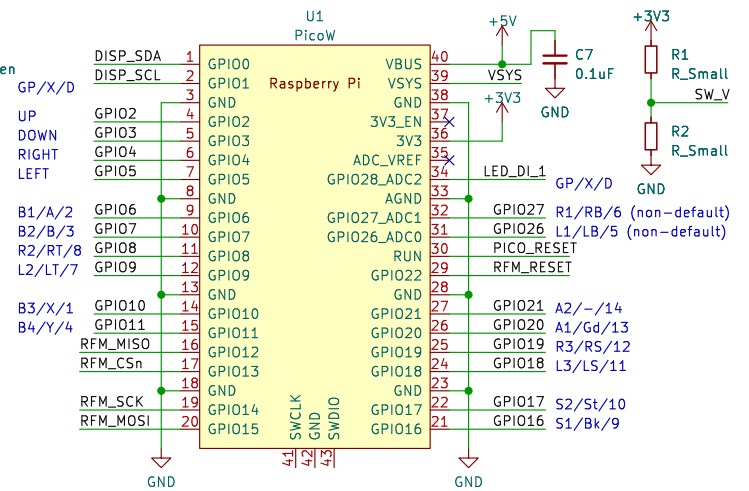 U1
PicoW
Raspberry Pi
en
DISP_SDA 1 GPIO0
DISP_SCL 2 GPIO1
GP/X/D
3 GND
UP GPIO2 4 GPIO2
DOWN GPIO3 5 GPIO3
RIGHT GPIO4 6 GPIO4
LEFT GPIO5 7 GPIO5
8 GND
B1/A/2 GPIO6 9 GPIO6
B2/B/3 GPIO7 10 GPIO7
R2/RT/8 GPIO8 11 GPIO8
L2/LT/7 GPIO9 12 GPIO9
13 GND
B3/X/1 GPIO10 14 GPIO10
B4/Y/4 GPIO11 15 GPIO11
RFM_MISO 16 GPIO12
RFM_CSn 17 GPIO13
18 GND
RFM_SCK 19 GPIO14
RFM_MOSI 20 GPIO15
GND
SWCLK 41
GND 42
SWDIO 43
+5V
VBUS 40
VSYS 39 VSYS
GND 38
+3V3
3V3_EN 37
3V3 36
ADC_VREF 35
GPIO28_ADC2 34 LED_DI_1
GP/X/D
AGND 33
GPIO27_ADC1 32 GPIO27 R1/RB/6 (non-default)
GPIO26_ADC0 31 GPIO26 L1/LB/5 (non-default)
RUN 30 PICO_RESET
GPIO22 29 RFM_RESET
GND 28
GPIO21 27 GPIO21 A2/-/14
GPIO20 26 GPIO20 A1/Gd/13
GPIO19 25 GPIO19 R3/RS/12
GPIO18 24 GPIO18 L3/LS/11
GND 23
GPIO17 22 GPIO17 S2/St/10
GPIO16 21 GPIO16 S1/Bk/9
GND
C7
0.1uF
GND
+3V3
R1
R_Small
SW_V
R2
R_Small
GND